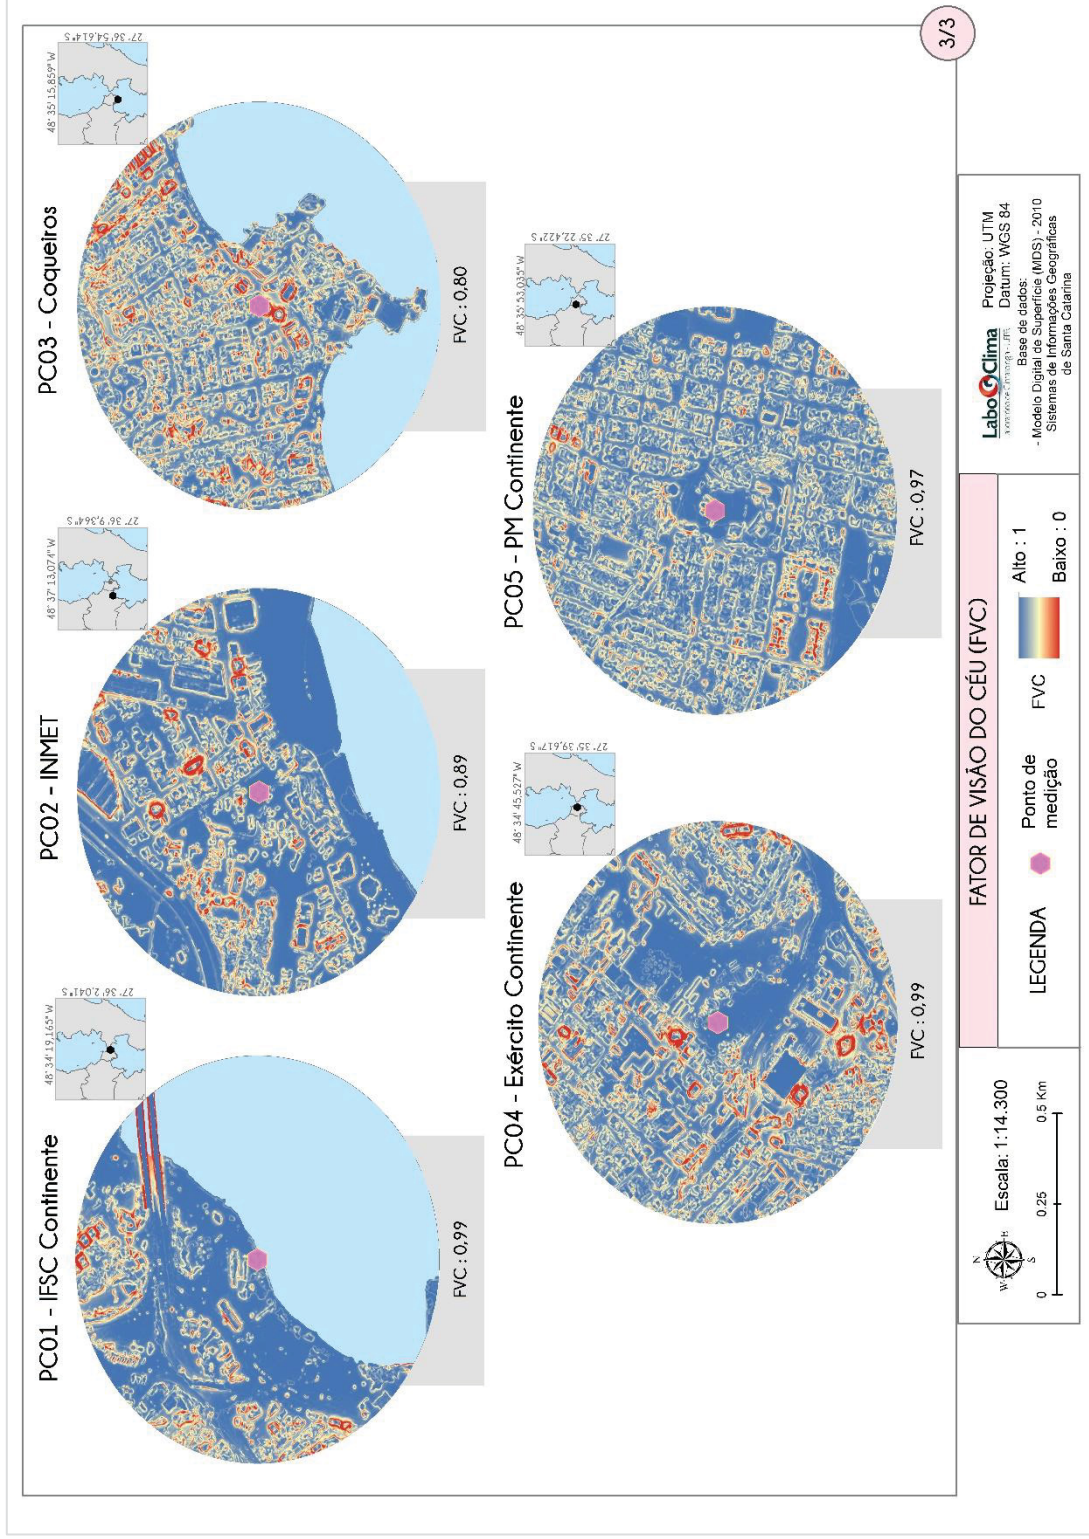 3/3
PC01 - IFSC Continente
48° 34' 19,165" W
27° 36' 2,041" S
FVC : 0,99
PC02 - INMET
48° 37' 13,074" W
27° 36' 9,364" S
FVC : 0,89
PC03 - Coqueiros
48° 35' 15,859" W
27° 36' 54,614" S
FVC : 0,80
PC04 - Exército Continente
48° 34' 45,527" W
27° 35' 39,617" S
FVC : 0,99
PC05 - PM Continente
48° 35' 53,035" W
27° 35' 22,422" S
FVC : 0,97
N
W
E
S
Escala: 1:14.300
0 0.25 0.5 Km
FATOR DE VISÃO DO CÉU (FVC)
LEGENDA
Ponto de
medição
FVC
Alto : 1
Baixo : 0
LaboClima
Projeção: UTM
Datum: WGS 84
Base de dados:
- Modelo Digital de Superfície (MDS) - 2010
Sistemas de Informações Geográficas
de Santa Catarina